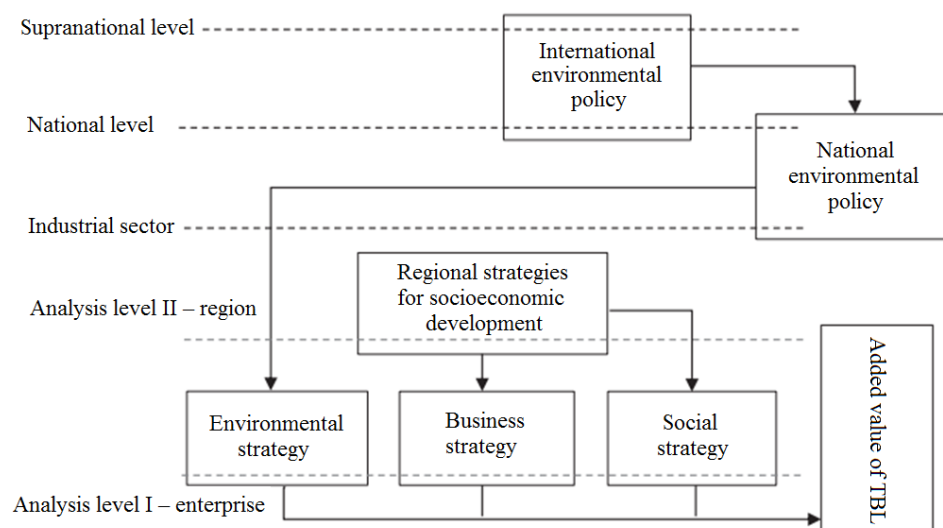 Supranational level
International
environmental
policy
National level
National
environmental
policy
Industrial sector
Regional strategies
for socioeconomic
development
Analysis level II – region
Added value of TBL
Environmental
strategy
Business
strategy
Social
strategy
Analysis level I – enterprise